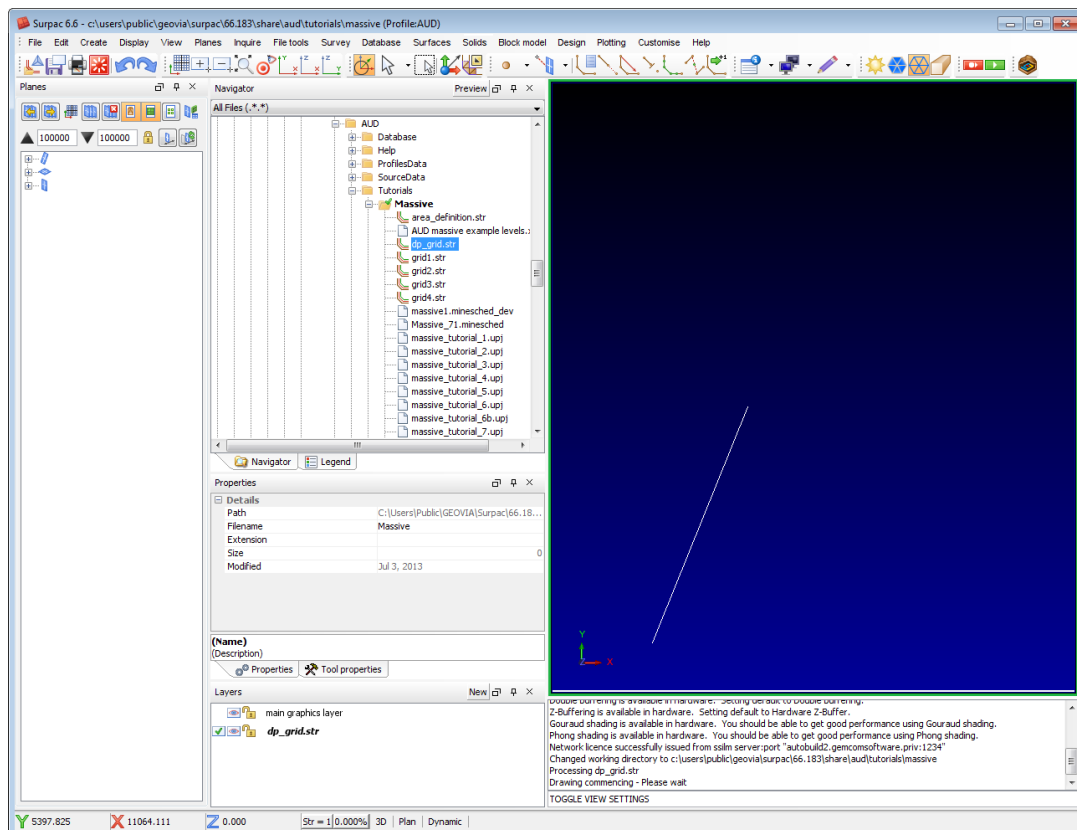 Surpac 6.6 - c:\users\public\geovia\surpac\66.183\share\aud\tutorials\massive (Profile:AUD)
File Edit Create Display View Planes Inquire File tools Survey Database Surfaces Solids Block model Design Plotting Customise Help
Planes
100000 100000
Navigator Preview
All Files (.*.*)
AUD
Database
Help
ProfilesData
SourceData
Tutorials
Massive
area_definition.str
AUD massive example levels.
dp_grid.str
grid1.str
grid2.str
grid3.str
grid4.str
massive1.minesched_dev
Massive_71.minesched
massive_tutorial_1.upj
massive_tutorial_2.upj
massive_tutorial_3.upj
massive_tutorial_4.upj
massive_tutorial_5.upj
massive_tutorial_6.upj
massive_tutorial_6b.upj
massive_tutorial_7.upj
Navigator Legend
Properties
Details
Path C:\Users\Public\GEOVIA\Surpac\66.18...
Filename Massive
Extension
Size 0
Modified Jul 3, 2013
(Name)
(Description)
Properties Tool properties
Layers New
main graphics layer
dp_grid.str
Y
Z X
Double buffering is available in hardware. Setting default to Double Buffering.
Z-Buffering is available in hardware. Setting default to Hardware Z-Buffer.
Gouraud shading is available in hardware. You should be able to get good performance using Gouraud shading.
Phong shading is available in hardware. You should be able to get good performance using Phong shading.
Network licence successfully issued from sslm server:port "autobuild2.gemcomsoftware.priv:1234"
Changed working directory to c:\users\public\geovia\surpac\66.183\share\aud\tutorials\massive
Processing dp_grid.str
Drawing commencing - Please wait
TOGGLE VIEW SETTINGS
Y 5397.825 X 11064.111 Z 0.000 Str = 1 0.000% 3D Plan Dynamic